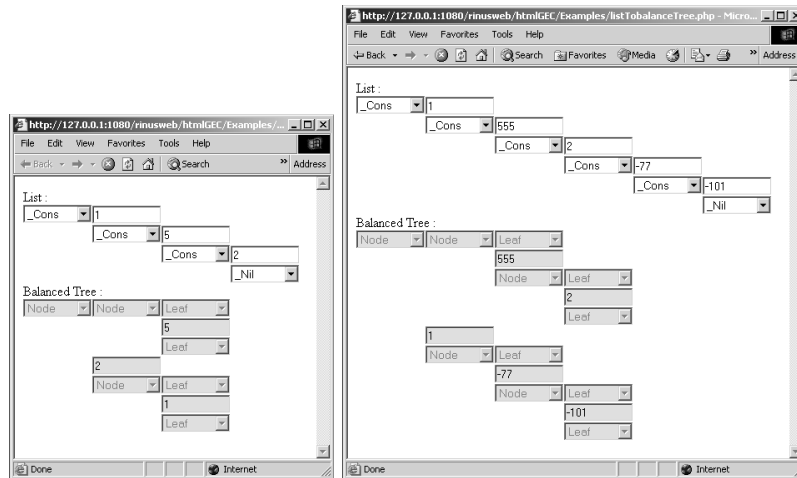 http://127.0.0.1:1080/rinusweb/htmlGEC/Examples/...
File Edit View Favorites Tools Help
Back Search » Address
List :
_Cons 1
_Cons 5
_Cons 2
_Nil
Balanced Tree :
Node Node Leaf
5
Leaf
2
Node Leaf
1
Leaf
Done Internet
http://127.0.0.1:1080/rinusweb/htmlGEC/Examples/listTobalanceTree.php - Micro...
File Edit View Favorites Tools Help
Back Search Favorites Media » Address
List :
_Cons 1
_Cons 555
_Cons 2
_Cons -77
_Cons -101
_Nil
Balanced Tree :
Node Node Leaf
555
Node Leaf
2
Leaf
1
Node Leaf
-77
Node Leaf
-101
Leaf
Done Internet